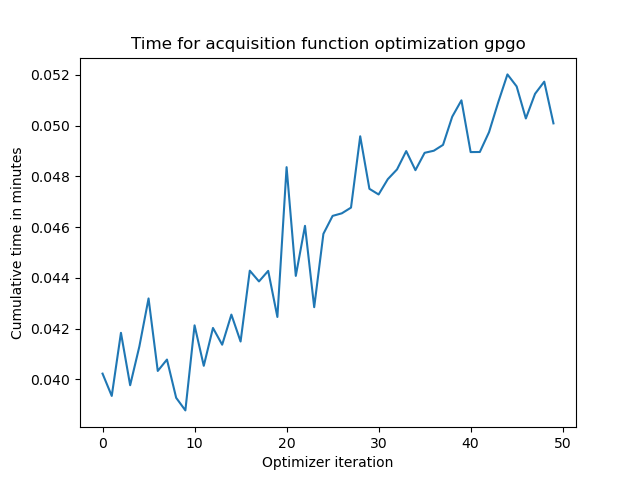 Time for acquisition function optimization gpgo
Cumulative time in minutes
0.052
0.050
0.048
0.046
0.044
0.042
0.040
0 10 20 30 40 50
Optimizer iteration